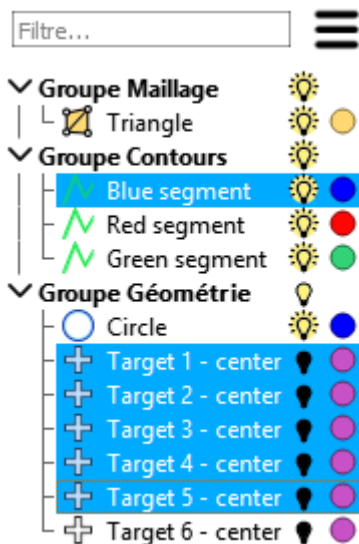 Filtre...
Groupe Maillage
Triangle
Groupe Contours
Blue segment
Red segment
Green segment
Groupe Géométrie
Circle
Target 1 - center
Target 2 - center
Target 3 - center
Target 4 - center
Target 5 - center
Target 6 - center